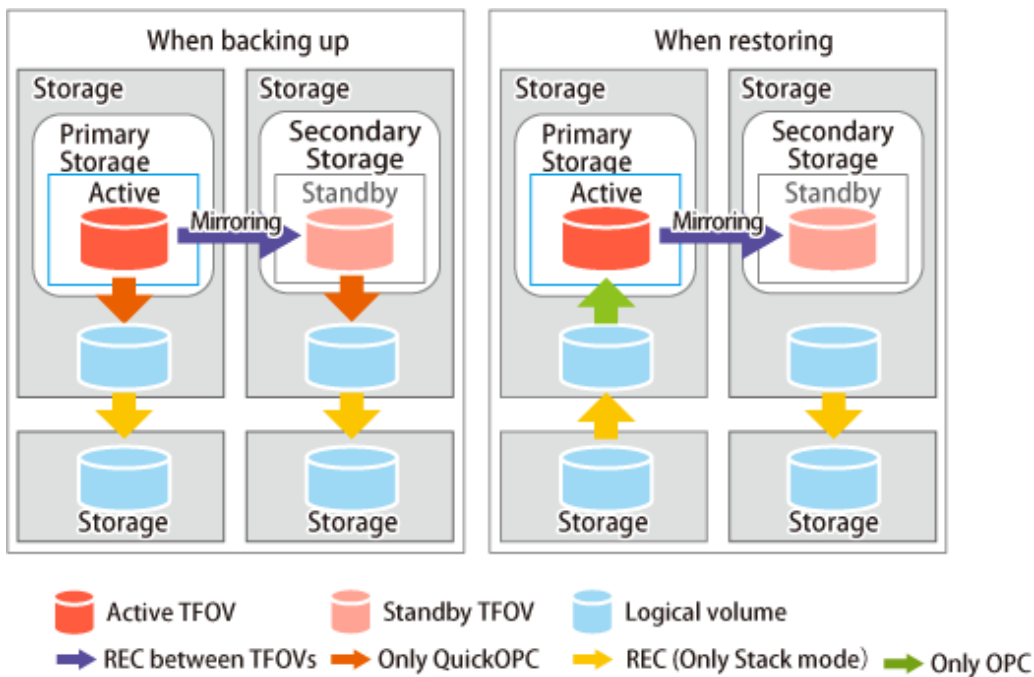 When backing up
Storage
Primary
Storage
Active
Mirroring
Storage
Secondary
Storage
Standby
Storage
Storage
When restoring
Storage
Primary
Storage
Active
Mirroring
Storage
Secondary
Storage
Standby
Storage
Storage
Active TFOV
Standby TFOV
Logical volume
REC between TFOVs
Only QuickOPC
REC (Only Stack mode)
Only OPC